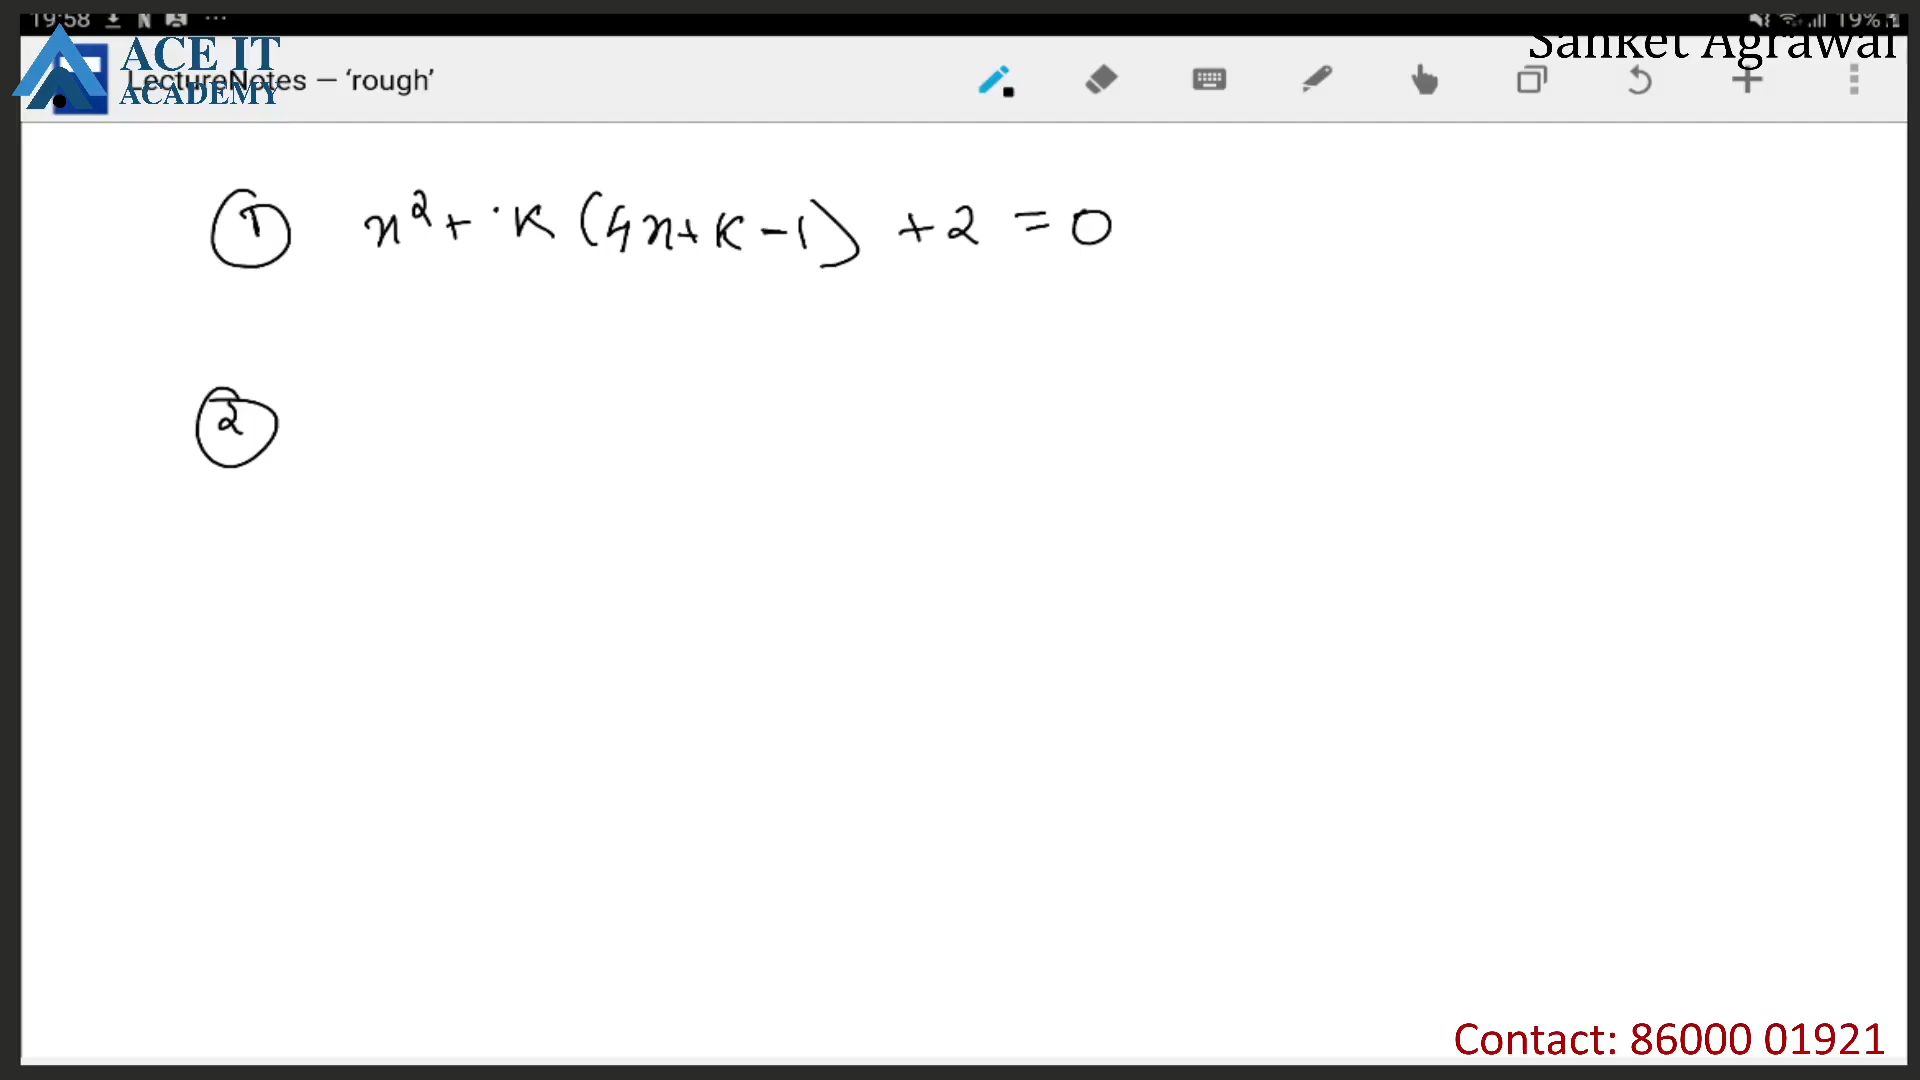 19:58 N ... 19%
Sanket Agrawal
ACE IT
ACADEMY
LectureNotes — ‘rough’
① x² + k (4x + k - 1) + 2 = 0
②
Contact: 86000 01921